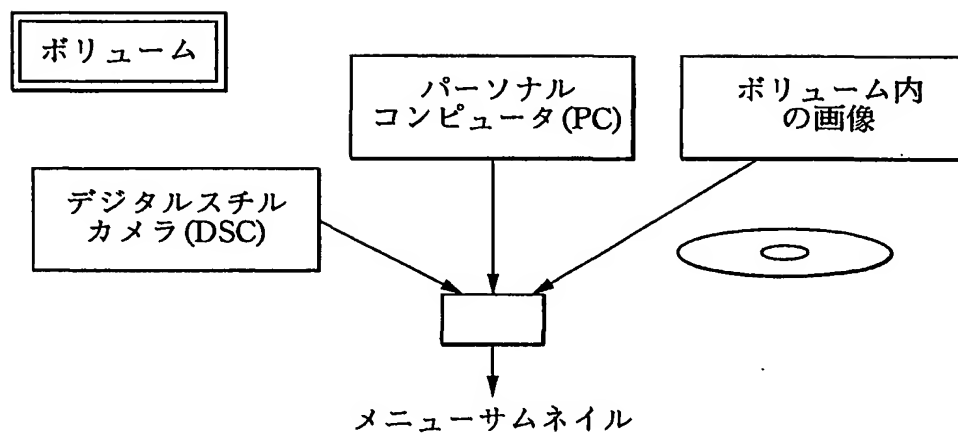 ボリューム
パーソナル
コンピュータ(PC)
ボリューム内
の画像
デジタルスチル
カメラ(DSC)
メニューサムネイル